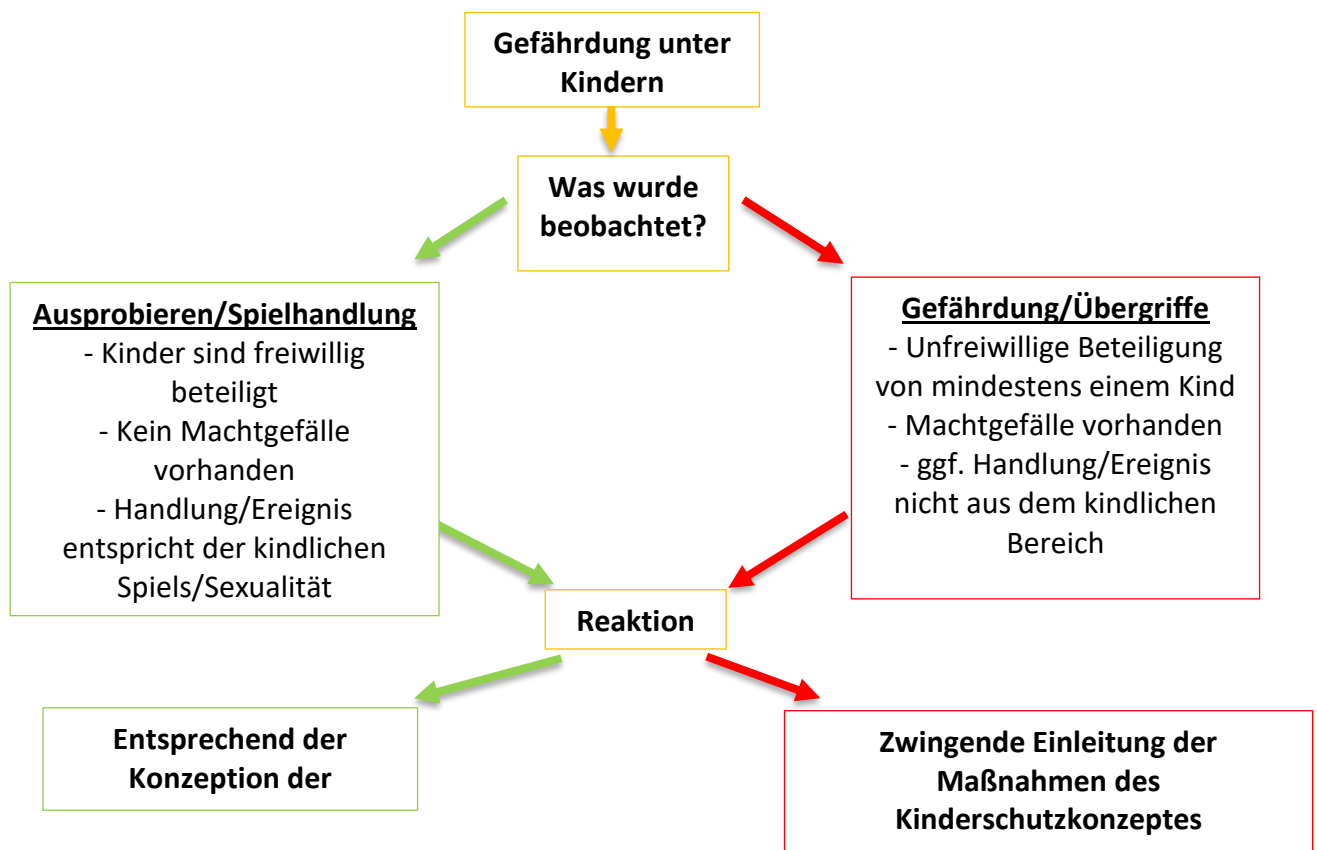 Gefährdung unter
Kindern
Was wurde
beobachtet?
Ausprobieren/Spielhandlung
- Kinder sind freiwillig
beteiligt
- Kein Machtgefälle
vorhanden
- Handlung/Ereignis
entspricht der kindlichen
Spiels/Sexualität
Gefährdung/Übergriffe
- Unfreiwillige Beteiligung
von mindestens einem Kind
- Machtgefälle vorhanden
- ggf. Handlung/Ereignis
nicht aus dem kindlichen
Bereich
Reaktion
Entsprechend der
Konzeption der
Zwingende Einleitung der
Maßnahmen des
Kinderschutzkonzeptes